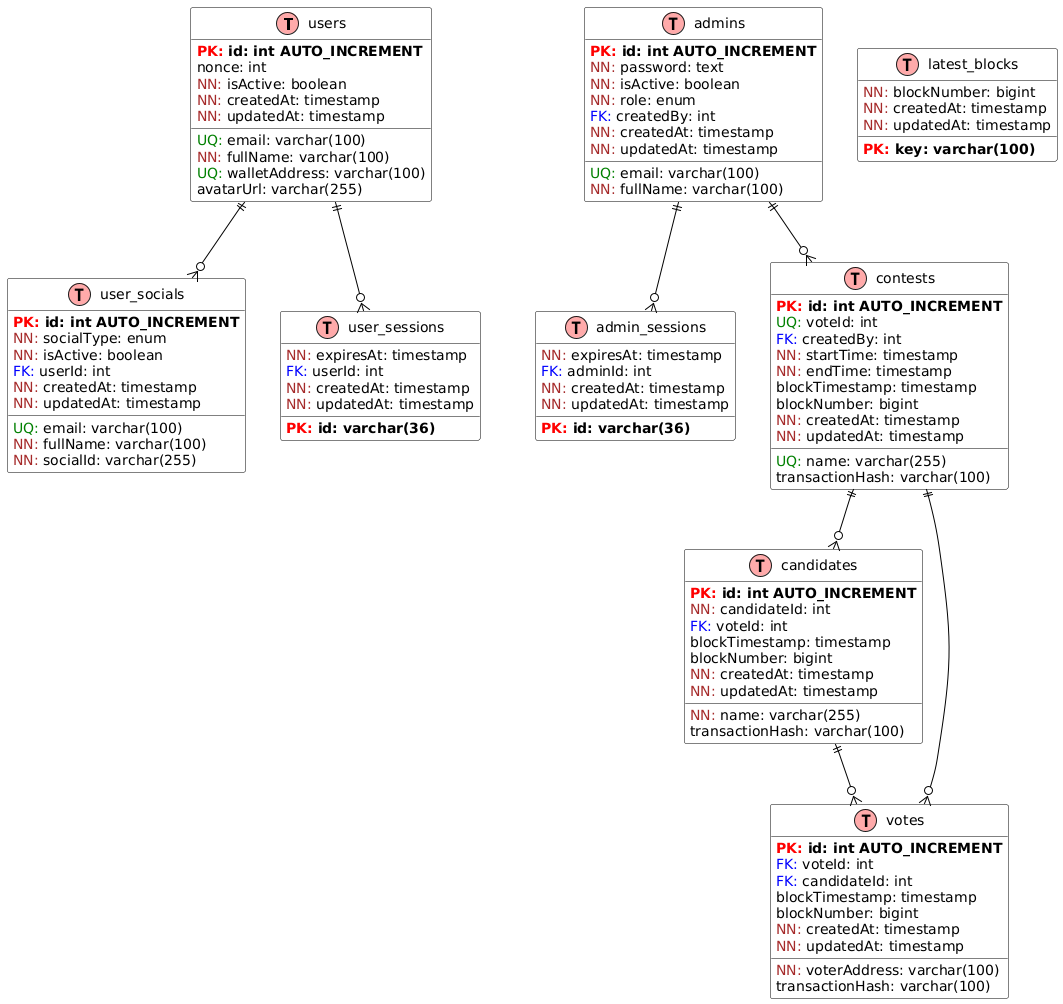 T users
PK: id: int AUTO_INCREMENT
nonce: int
NN: isActive: boolean
NN: createdAt: timestamp
NN: updatedAt: timestamp
UQ: email: varchar(100)
NN: fullName: varchar(100)
UQ: walletAddress: varchar(100)
avatarUrl: varchar(255)
T admins
PK: id: int AUTO_INCREMENT
NN: password: text
NN: isActive: boolean
NN: role: enum
FK: createdBy: int
NN: createdAt: timestamp
NN: updatedAt: timestamp
UQ: email: varchar(100)
NN: fullName: varchar(100)
T latest_blocks
NN: blockNumber: bigint
NN: createdAt: timestamp
NN: updatedAt: timestamp
PK: key: varchar(100)
T user_socials
PK: id: int AUTO_INCREMENT
NN: socialType: enum
NN: isActive: boolean
FK: userId: int
NN: createdAt: timestamp
NN: updatedAt: timestamp
UQ: email: varchar(100)
NN: fullName: varchar(100)
NN: socialId: varchar(255)
T user_sessions
NN: expiresAt: timestamp
FK: userId: int
NN: createdAt: timestamp
NN: updatedAt: timestamp
PK: id: varchar(36)
T admin_sessions
NN: expiresAt: timestamp
FK: adminId: int
NN: createdAt: timestamp
NN: updatedAt: timestamp
PK: id: varchar(36)
T contests
PK: id: int AUTO_INCREMENT
UQ: voteId: int
FK: createdBy: int
NN: startTime: timestamp
NN: endTime: timestamp
blockTimestamp: timestamp
blockNumber: bigint
NN: createdAt: timestamp
NN: updatedAt: timestamp
UQ: name: varchar(255)
transactionHash: varchar(100)
T candidates
PK: id: int AUTO_INCREMENT
NN: candidateId: int
FK: voteId: int
blockTimestamp: timestamp
blockNumber: bigint
NN: createdAt: timestamp
NN: updatedAt: timestamp
NN: name: varchar(255)
transactionHash: varchar(100)
T votes
PK: id: int AUTO_INCREMENT
FK: voteId: int
FK: candidateId: int
blockTimestamp: timestamp
blockNumber: bigint
NN: createdAt: timestamp
NN: updatedAt: timestamp
NN: voterAddress: varchar(100)
transactionHash: varchar(100)